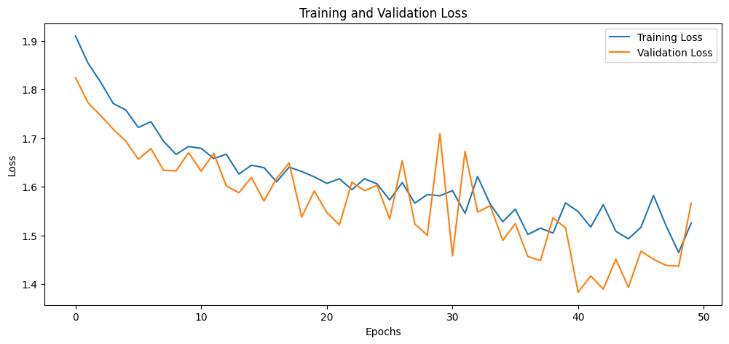 Training and Validation Loss
Training Loss
Validation Loss
Loss
1.9
1.8
1.7
1.6
1.5
1.4
0 10 20 30 40 50
Epochs